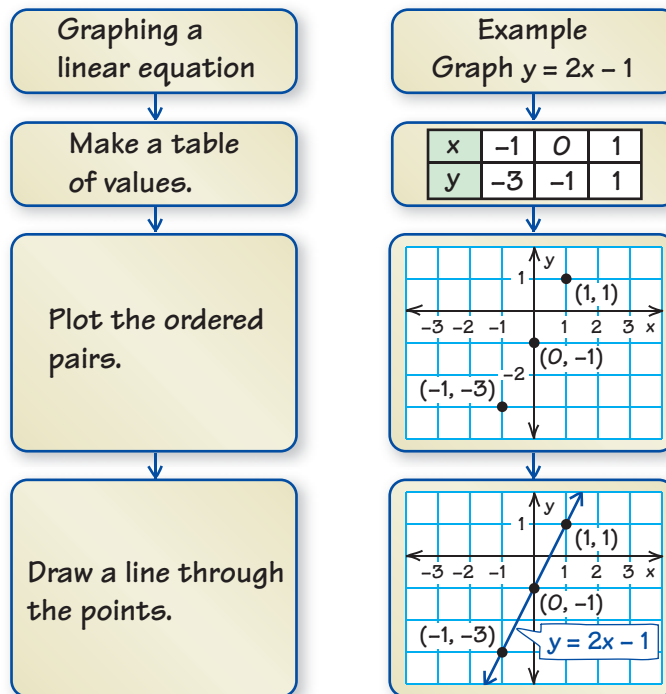 Graphing a
linear equation
Example
Graph y = 2x – 1
Make a table
of values.
x –1 0 1
y –3 –1 1
Plot the ordered
pairs.
y
1
(1, 1)
–3 –2 –1 1 2 3 x
(0, –1)
–2
(–1, –3)
Draw a line through
the points.
y
1
(1, 1)
–3 –2 –1 1 2 3 x
(0, –1)
(–1, –3)
y = 2x – 1